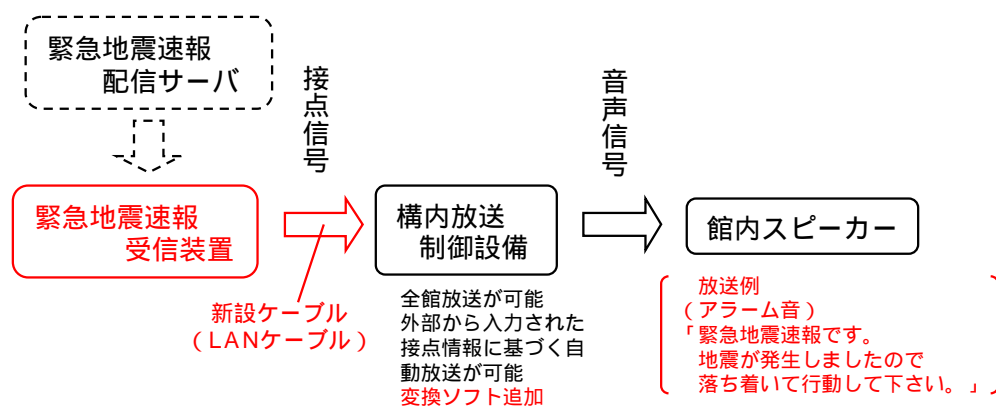 緊急地震速報
配信サーバ
接点信号
音声信号
緊急地震速報
受信装置
構内放送
制御設備
館内スピーカー
新設ケーブル
(LANケーブル)
全館放送が可能
外部から入力された
接点情報に基づく自
動放送が可能
変換ソフト追加
放送例
(アラーム音)
「緊急地震速報です。
地震が発生しましたので
落ち着いて行動して下さい。」